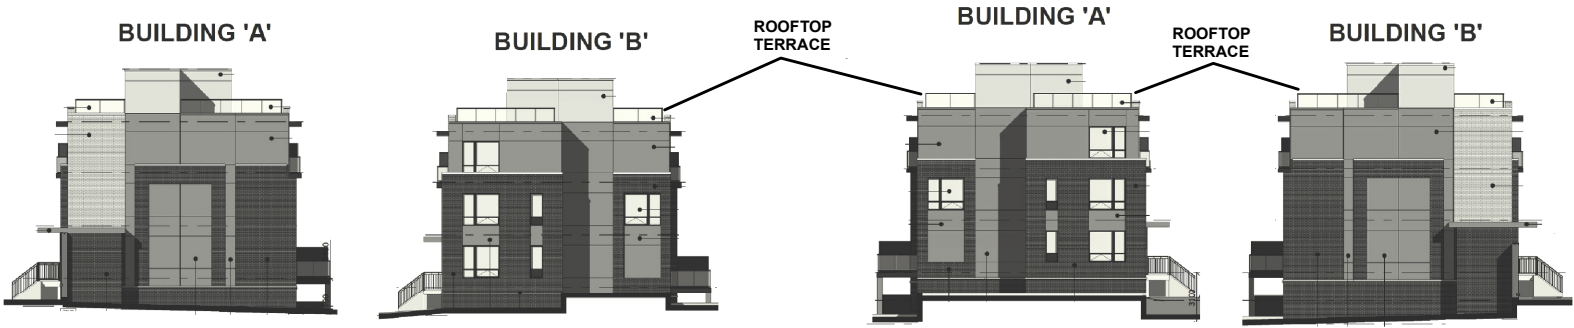 BUILDING 'A'
BUILDING 'B'
ROOFTOP
TERRACE
BUILDING 'A'
ROOFTOP
TERRACE
BUILDING 'B'